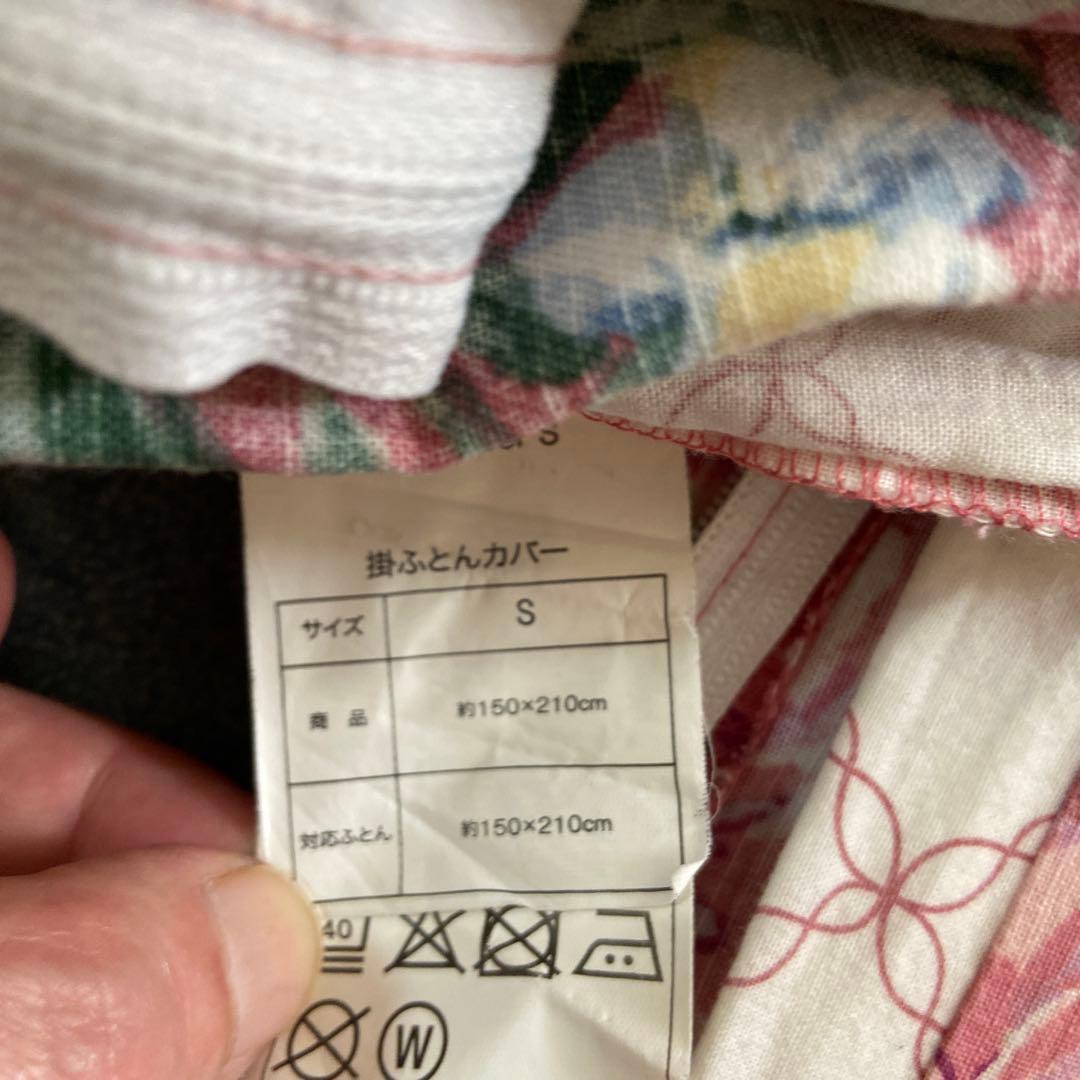 S
掛ふとんカバー
サイズ S
商品 約150×210cm
対応ふとん 約150×210cm
40
W